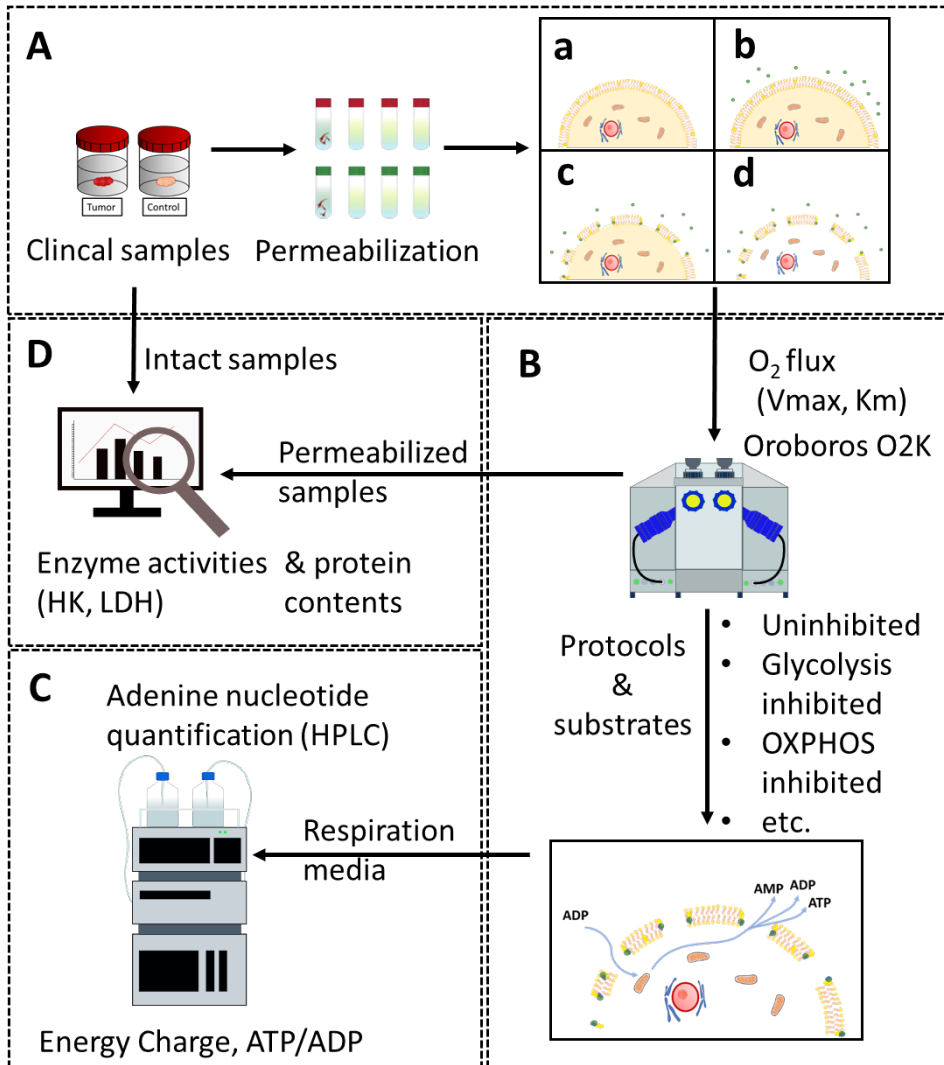 A
a
b
c
d
Tumor
Control
Clincal samples
Permeabilization
D
Intact samples
Permeabilized
samples
Enzyme activities
(HK, LDH)
& protein
contents
B
O₂ flux
(Vmax, Km)
Oroboros O2K
Protocols
&
substrates
• Uninhibited
• Glycolysis
inhibited
• OXPHOS
inhibited
• etc.
ADP
AMP
ADP
ATP
C
Adenine nucleotide
quantification (HPLC)
Respiration
media
Energy Charge, ATP/ADP